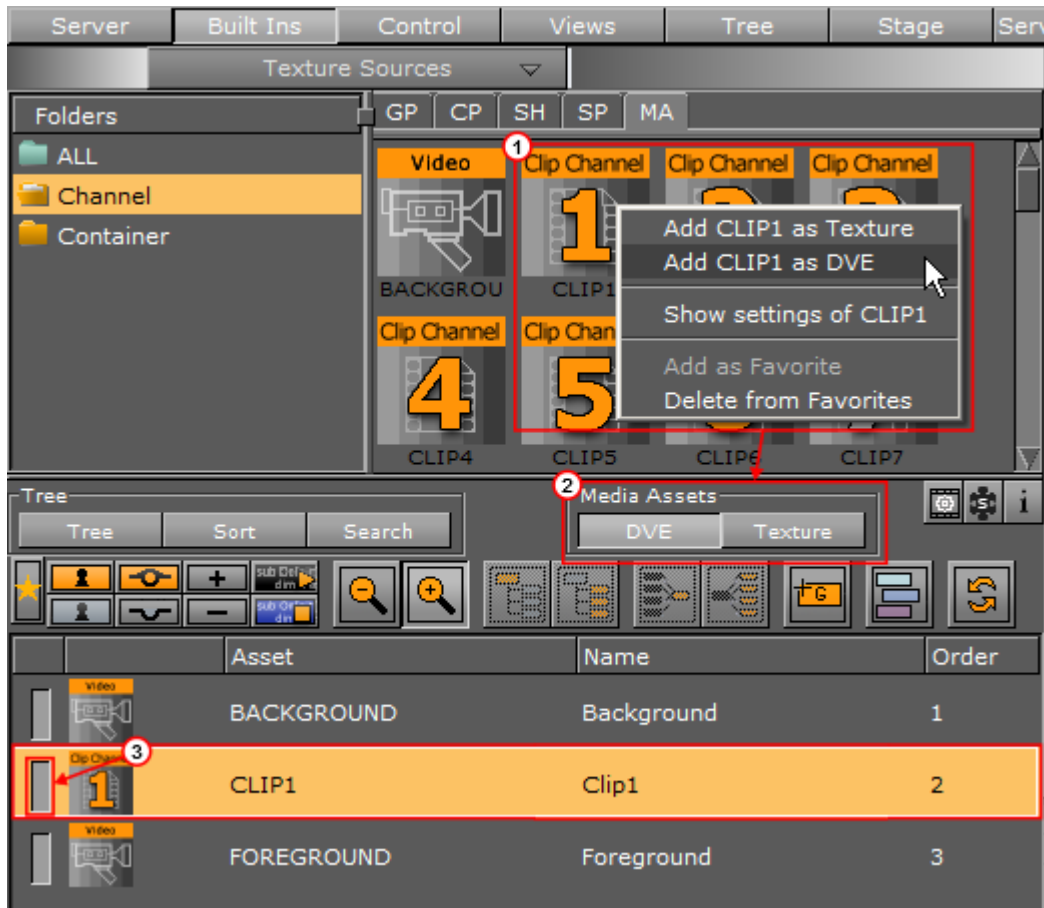 Server Built Ins Control Views Tree Stage Serv
Texture Sources
Folders GP CP SH SP MA
ALL
Channel
Container
1
Video Clip Channel Clip Channel Clip Channel
1
BACKGROU CLIP1
Add CLIP1 as Texture
Add CLIP1 as DVE
Show settings of CLIP1
Add as Favorite
Delete from Favorites
Clip Channel Clip Chan
4 5
CLIP4 CLIP5 CLIP6 CLIP7
Tree 2 Media Assets
Tree Sort Search DVE Texture
S i
G
Asset Name Order
Video
BACKGROUND Background 1
3
1
CLIP1 Clip1 2
Video
FOREGROUND Foreground 3